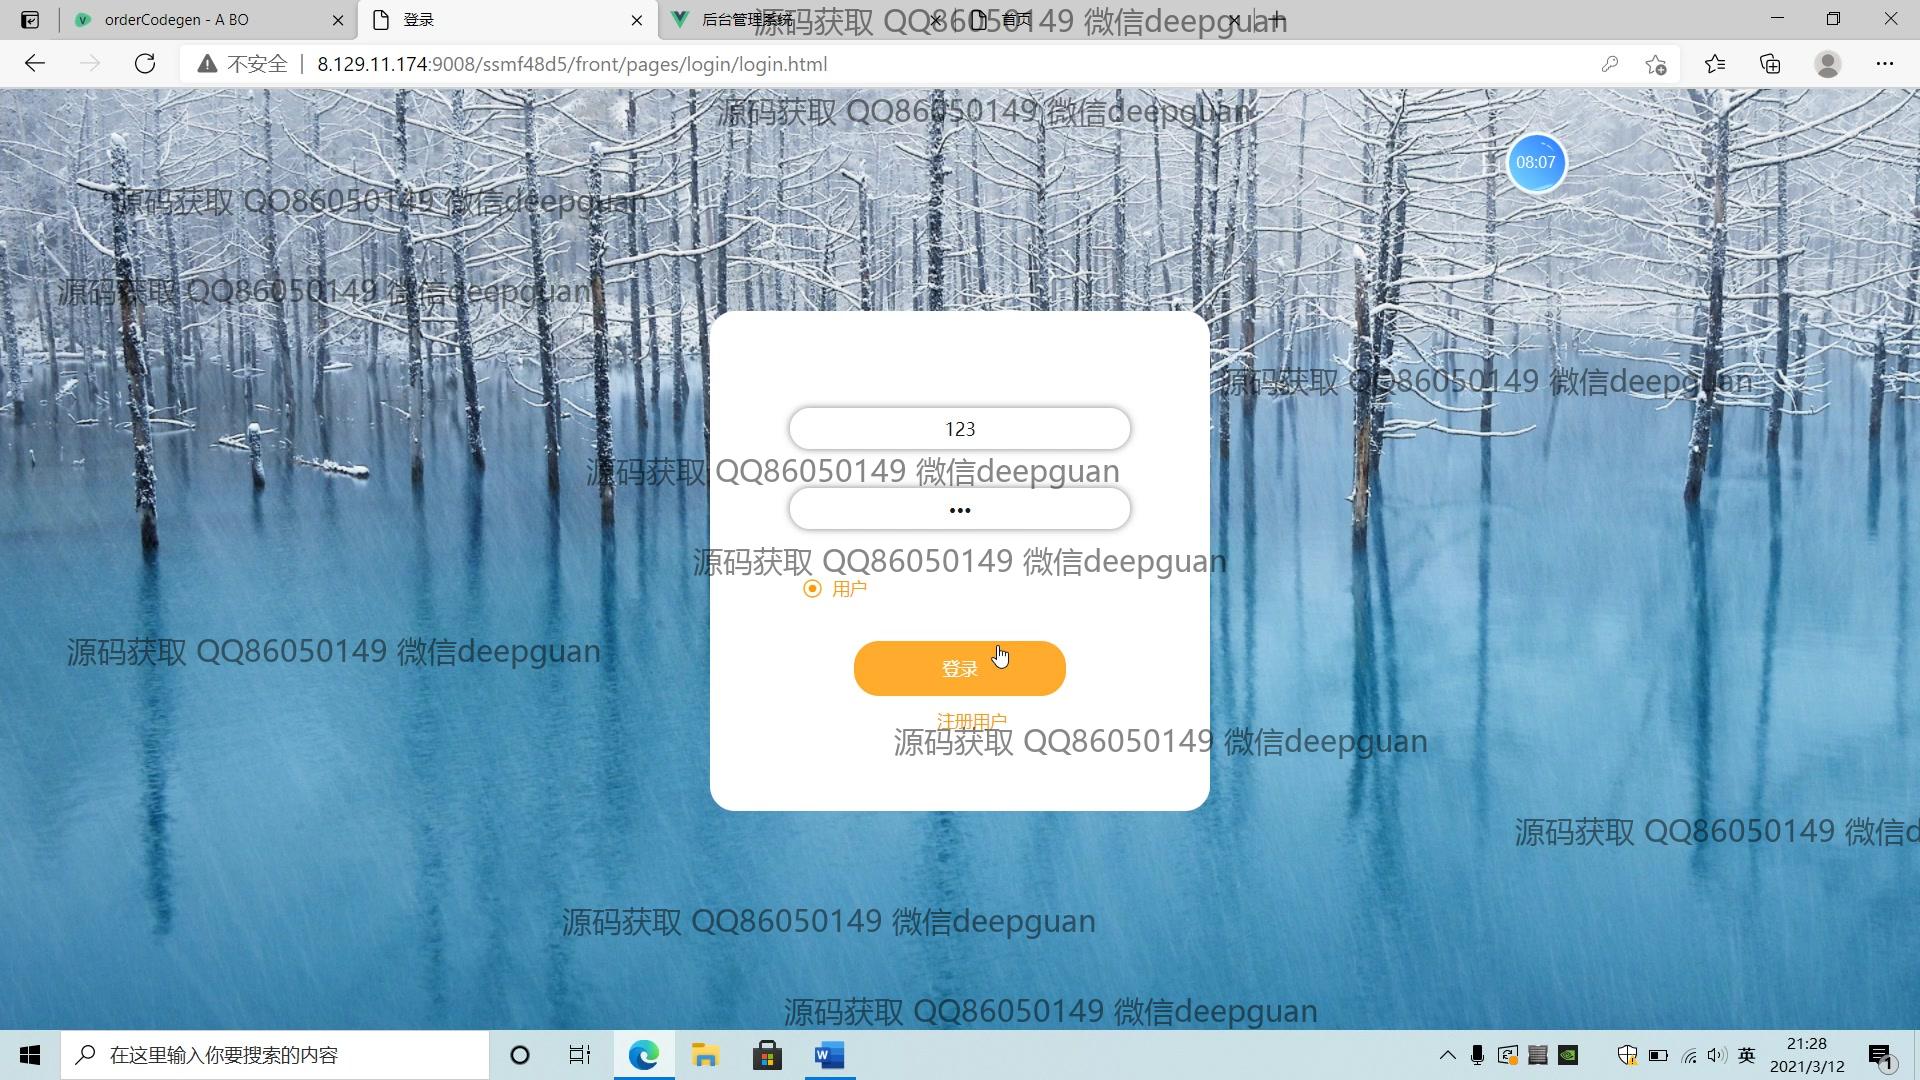 orderCodegen - A BO
登录
后台管理系统
首页
源码获取 QQ86050149 微信deepguan
不安全
8.129.11.174:9008/ssmf48d5/front/pages/login/login.html
源码获取 QQ86050149 微信deepguan
08:07
源码获取 QQ86050149 微信deepguan
源码获取 QQ86050149 微信deepguan
源码获取 QQ86050149 微信deepguan
123
源码获取 QQ86050149 微信deepguan
•••
源码获取 QQ86050149 微信deepguan
用户
源码获取 QQ86050149 微信deepguan
登录
注册用户
源码获取 QQ86050149 微信deepguan
源码获取 QQ86050149 微信d
源码获取 QQ86050149 微信deepguan
源码获取 QQ86050149 微信deepguan
在这里输入你要搜索的内容
英
21:28
2021/3/12
1